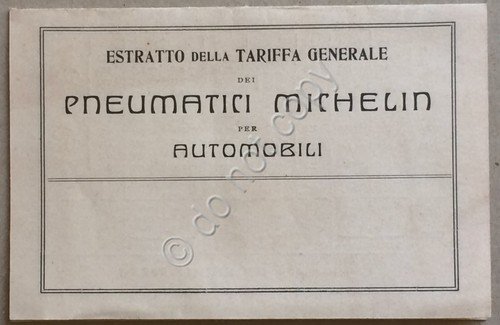 ESTRATTO DELLA TARIFFA GENERALE
DEI
PNEUMATICI MICHELIN
PER
AUTOMOBILI
© do not copy